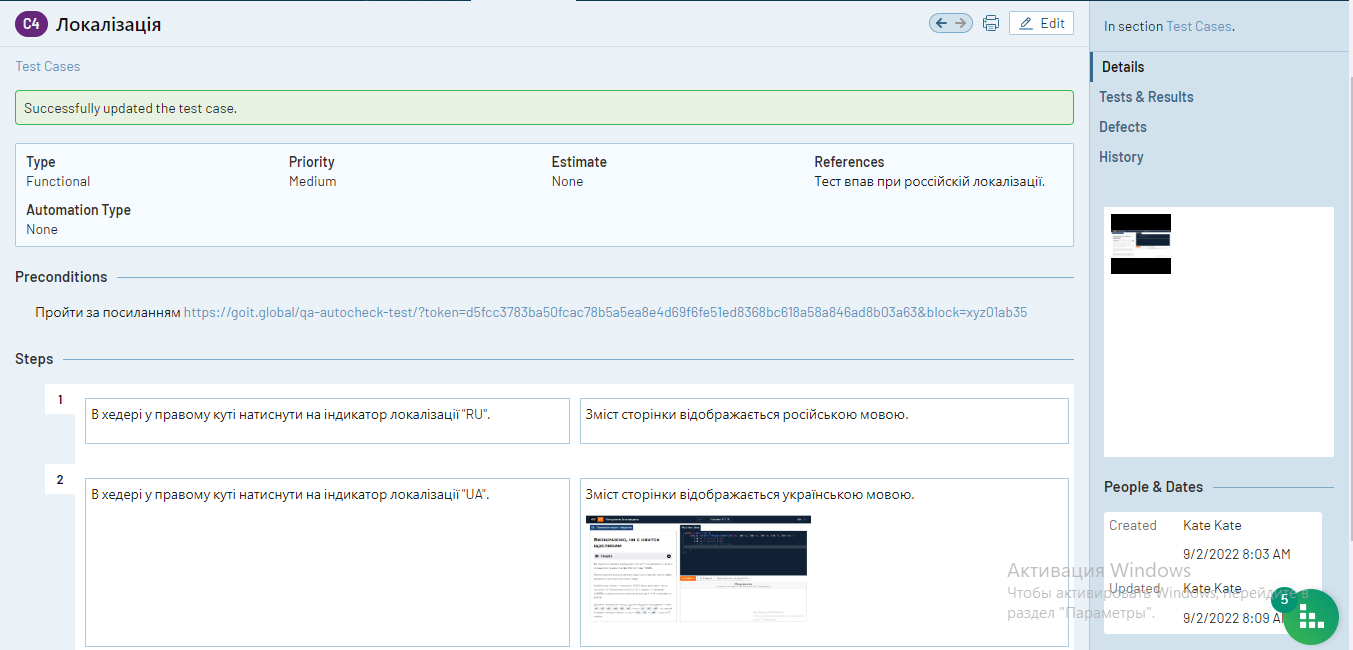 C4 Локалізація
Edit
Test Cases
Successfully updated the test case.
Type
Functional
Priority
Medium
Estimate
None
References
Тест впав при россійскій локалізації.
Automation Type
None
Preconditions
Пройти за посиланням https://goit.global/qa-autocheck-test/?token=d5fcc3783ba50fcac78b5a5ea8e4d69f6fe51ed8368bc618a58a846ad8b03a63&block=xyz01ab35
Steps
1
В хедері у правому куті натиснути на індикатор локалізації "RU".
Зміст сторінки відображається російською мовою.
2
В хедері у правому куті натиснути на індикатор локалізації "UA".
Зміст сторінки відображається українською мовою.
Визначаємо, чи є квиток
щасливим
In section Test Cases.
Details
Tests & Results
Defects
History
People & Dates
Created Kate Kate
9/2/2022 8:03 AM
Updated Kate Kate
9/2/2022 8:09 AM
Активация Windows
Чтобы активировать Windows, перейдите в
раздел "Параметры".
5